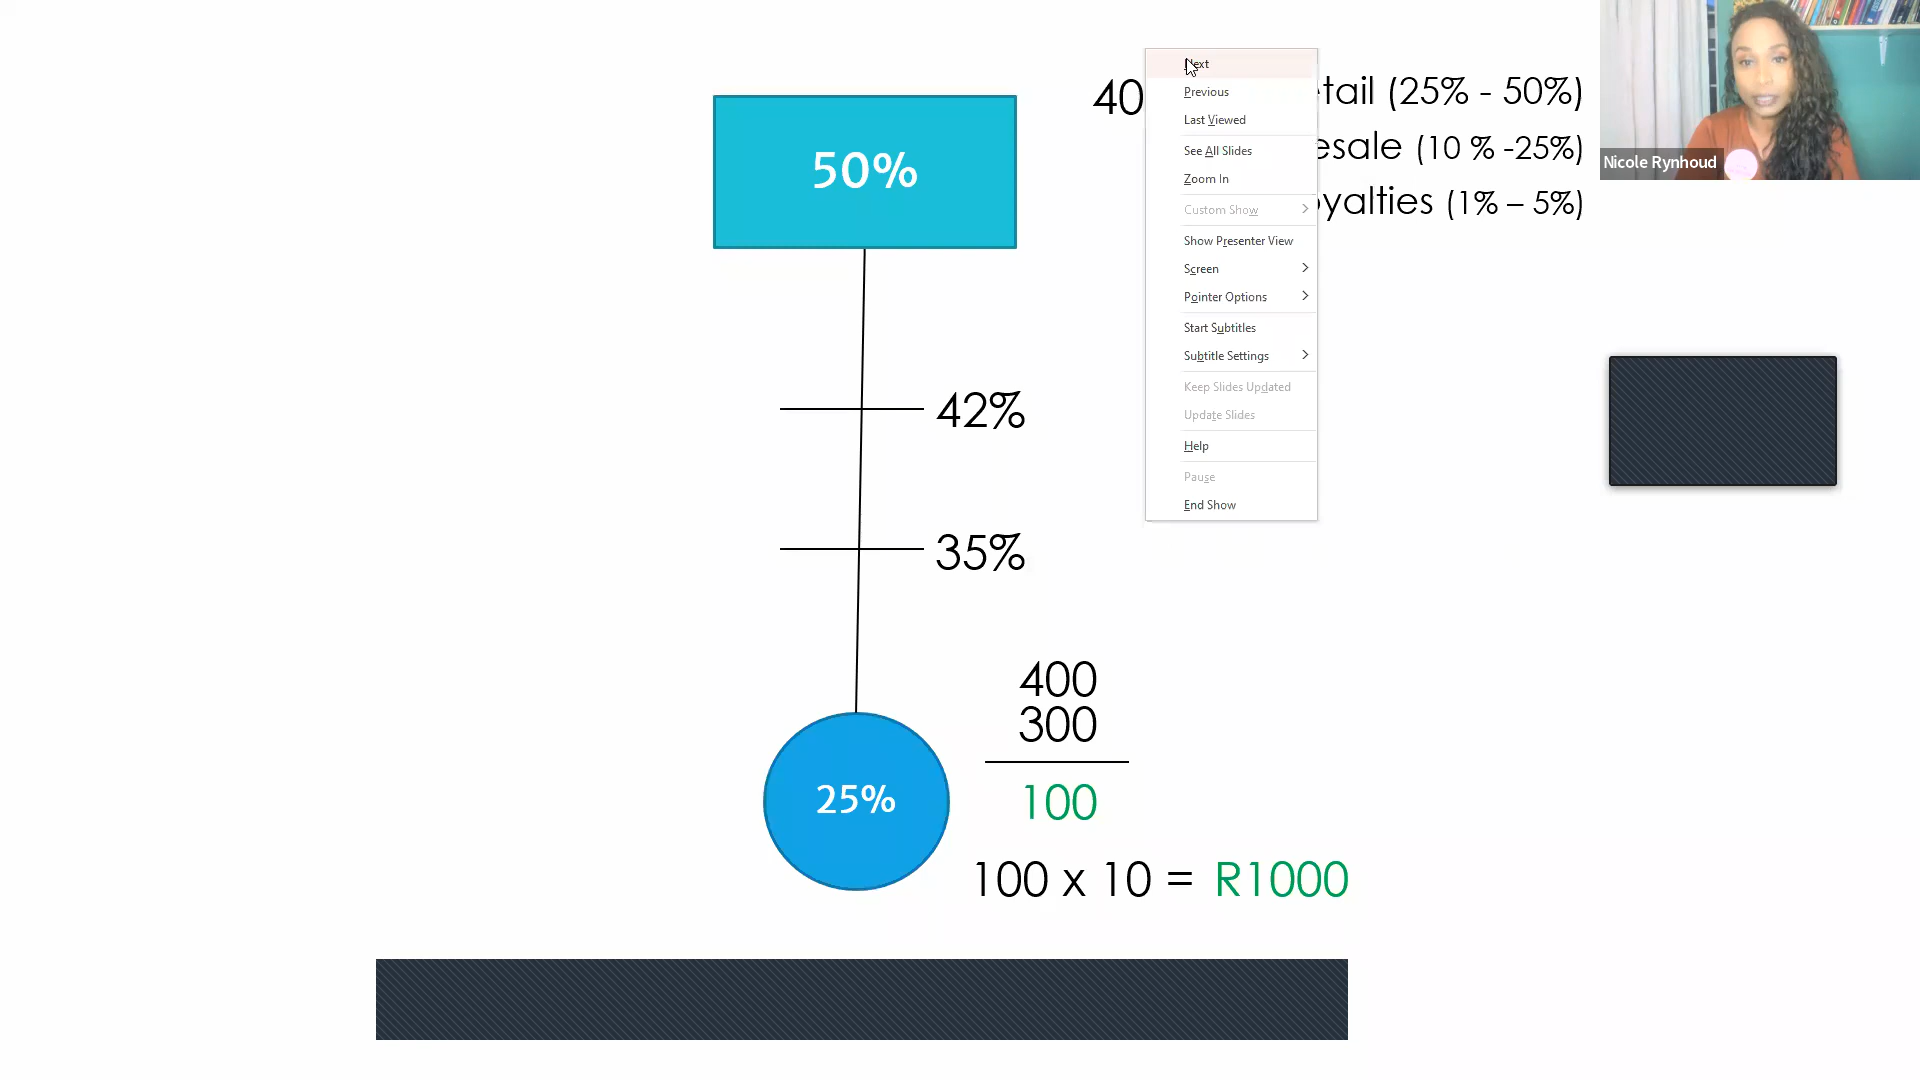 50%
40
tail (25% - 50%)
esale (10 % -25%)
yalties (1% – 5%)
Next
Previous
Last Viewed
See All Slides
Zoom In
Custom Show
Show Presenter View
Screen
Pointer Options
Start Subtitles
Subtitle Settings
Keep Slides Updated
Update Slides
Help
Pause
End Show
Nicole Rynhoud
42%
35%
400
300
100
25%
100 x 10 = R1000